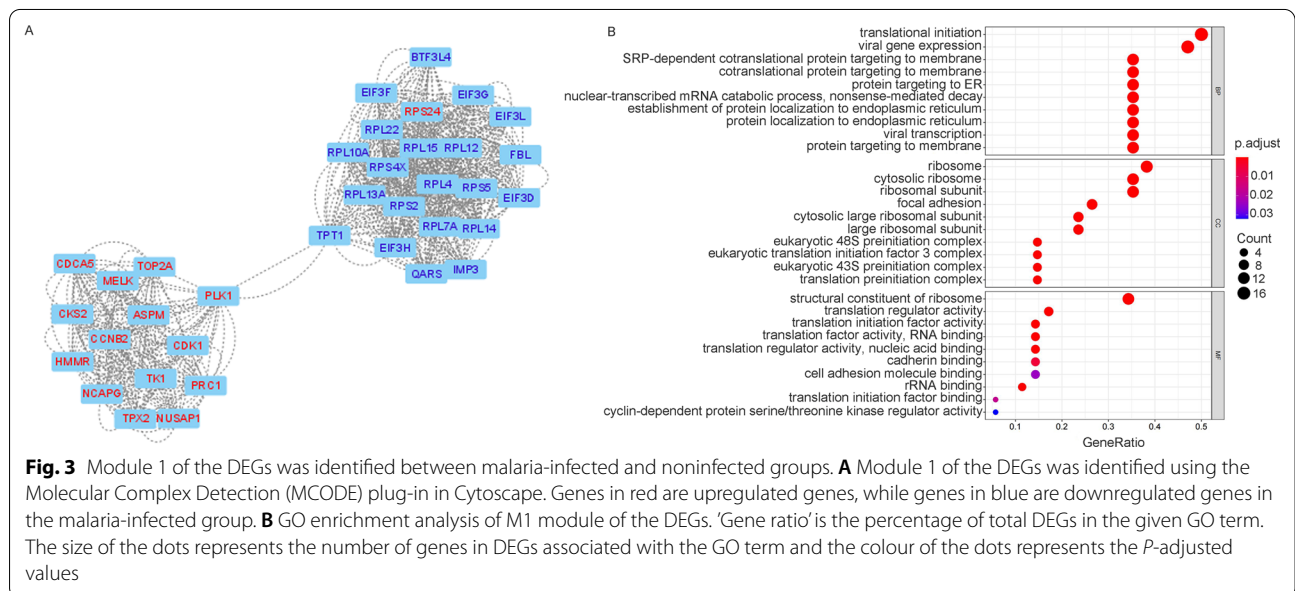 A
BTF3L4
EIF3F
EIF3G
RPS24
EIF3L
RPL22
RPL10A
RPL15
RPL12
FBL
RPS4X
RPL4
RPS5
RPL13A
EIF3D
RPS2
RPL7A
RPL14
TPT1
EIF3H
QARS
IMP3
CDCA5
TOP2A
MELK
PLK1
CKS2
ASPM
CCNB2
CDK1
HMMR
TK1
PRC1
NCAPG
TPX2
NUSAP1
B
translational initiation
viral gene expression
SRP-dependent cotranslational protein targeting to membrane
cotranslational protein targeting to membrane
protein targeting to ER
nuclear-transcribed mRNA catabolic process, nonsense-mediated decay
establishment of protein localization to endoplasmic reticulum
protein localization to endoplasmic reticulum
viral transcription
protein targeting to membrane
BP
ribosome
cytosolic ribosome
ribosomal subunit
focal adhesion
cytosolic large ribosomal subunit
large ribosomal subunit
eukaryotic 48S preinitiation complex
eukaryotic translation initiation factor 3 complex
eukaryotic 43S preinitiation complex
translation preinitiation complex
CC
structural constituent of ribosome
translation regulator activity
translation initiation factor activity
translation factor activity, RNA binding
translation regulator activity, nucleic acid binding
cadherin binding
cell adhesion molecule binding
rRNA binding
translation initiation factor binding
cyclin-dependent protein serine/threonine kinase regulator activity
MF
0.1 0.2 0.3 0.4 0.5
GeneRatio
p.adjust
0.01
0.02
0.03
Count
4
8
12
16
Fig. 3 Module 1 of the DEGs was identified between malaria-infected and noninfected groups. A Module 1 of the DEGs was identified using the
Molecular Complex Detection (MCODE) plug-in in Cytoscape. Genes in red are upregulated genes, while genes in blue are downregulated genes in
the malaria-infected group. B GO enrichment analysis of M1 module of the DEGs. 'Gene ratio' is the percentage of total DEGs in the given GO term.
The size of the dots represents the number of genes in DEGs associated with the GO term and the colour of the dots represents the P-adjusted
values